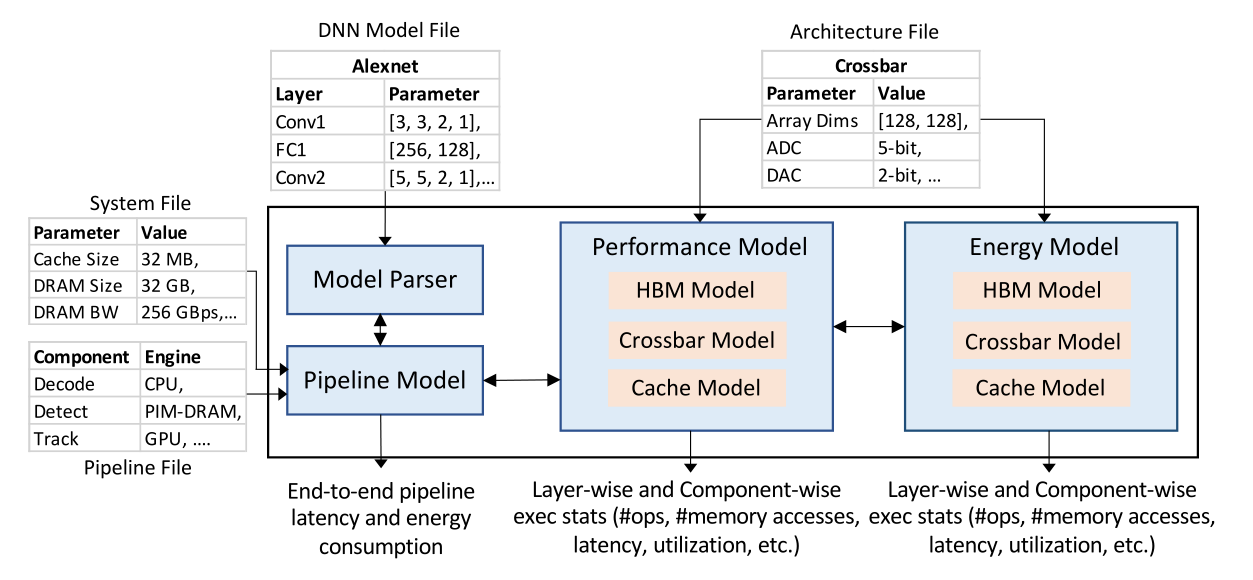 DNN Model File
Alexnet
Layer Parameter
Conv1 [3, 3, 2, 1],
FC1 [256, 128],
Conv2 [5, 5, 2, 1],...
Architecture File
Crossbar
Parameter Value
Array Dims [128, 128],
ADC 5-bit,
DAC 2-bit, ...
System File
Parameter Value
Cache Size 32 MB,
DRAM Size 32 GB,
DRAM BW 256 GBps,...
Component Engine
Decode CPU,
Detect PIM-DRAM,
Track GPU, ....
Pipeline File
Model Parser
Pipeline Model
Performance Model
HBM Model
Crossbar Model
Cache Model
Energy Model
HBM Model
Crossbar Model
Cache Model
End-to-end pipeline
latency and energy
consumption
Layer-wise and Component-wise
exec stats (#ops, #memory accesses,
latency, utilization, etc.)
Layer-wise and Component-wise
exec stats (#ops, #memory accesses,
latency, utilization, etc.)